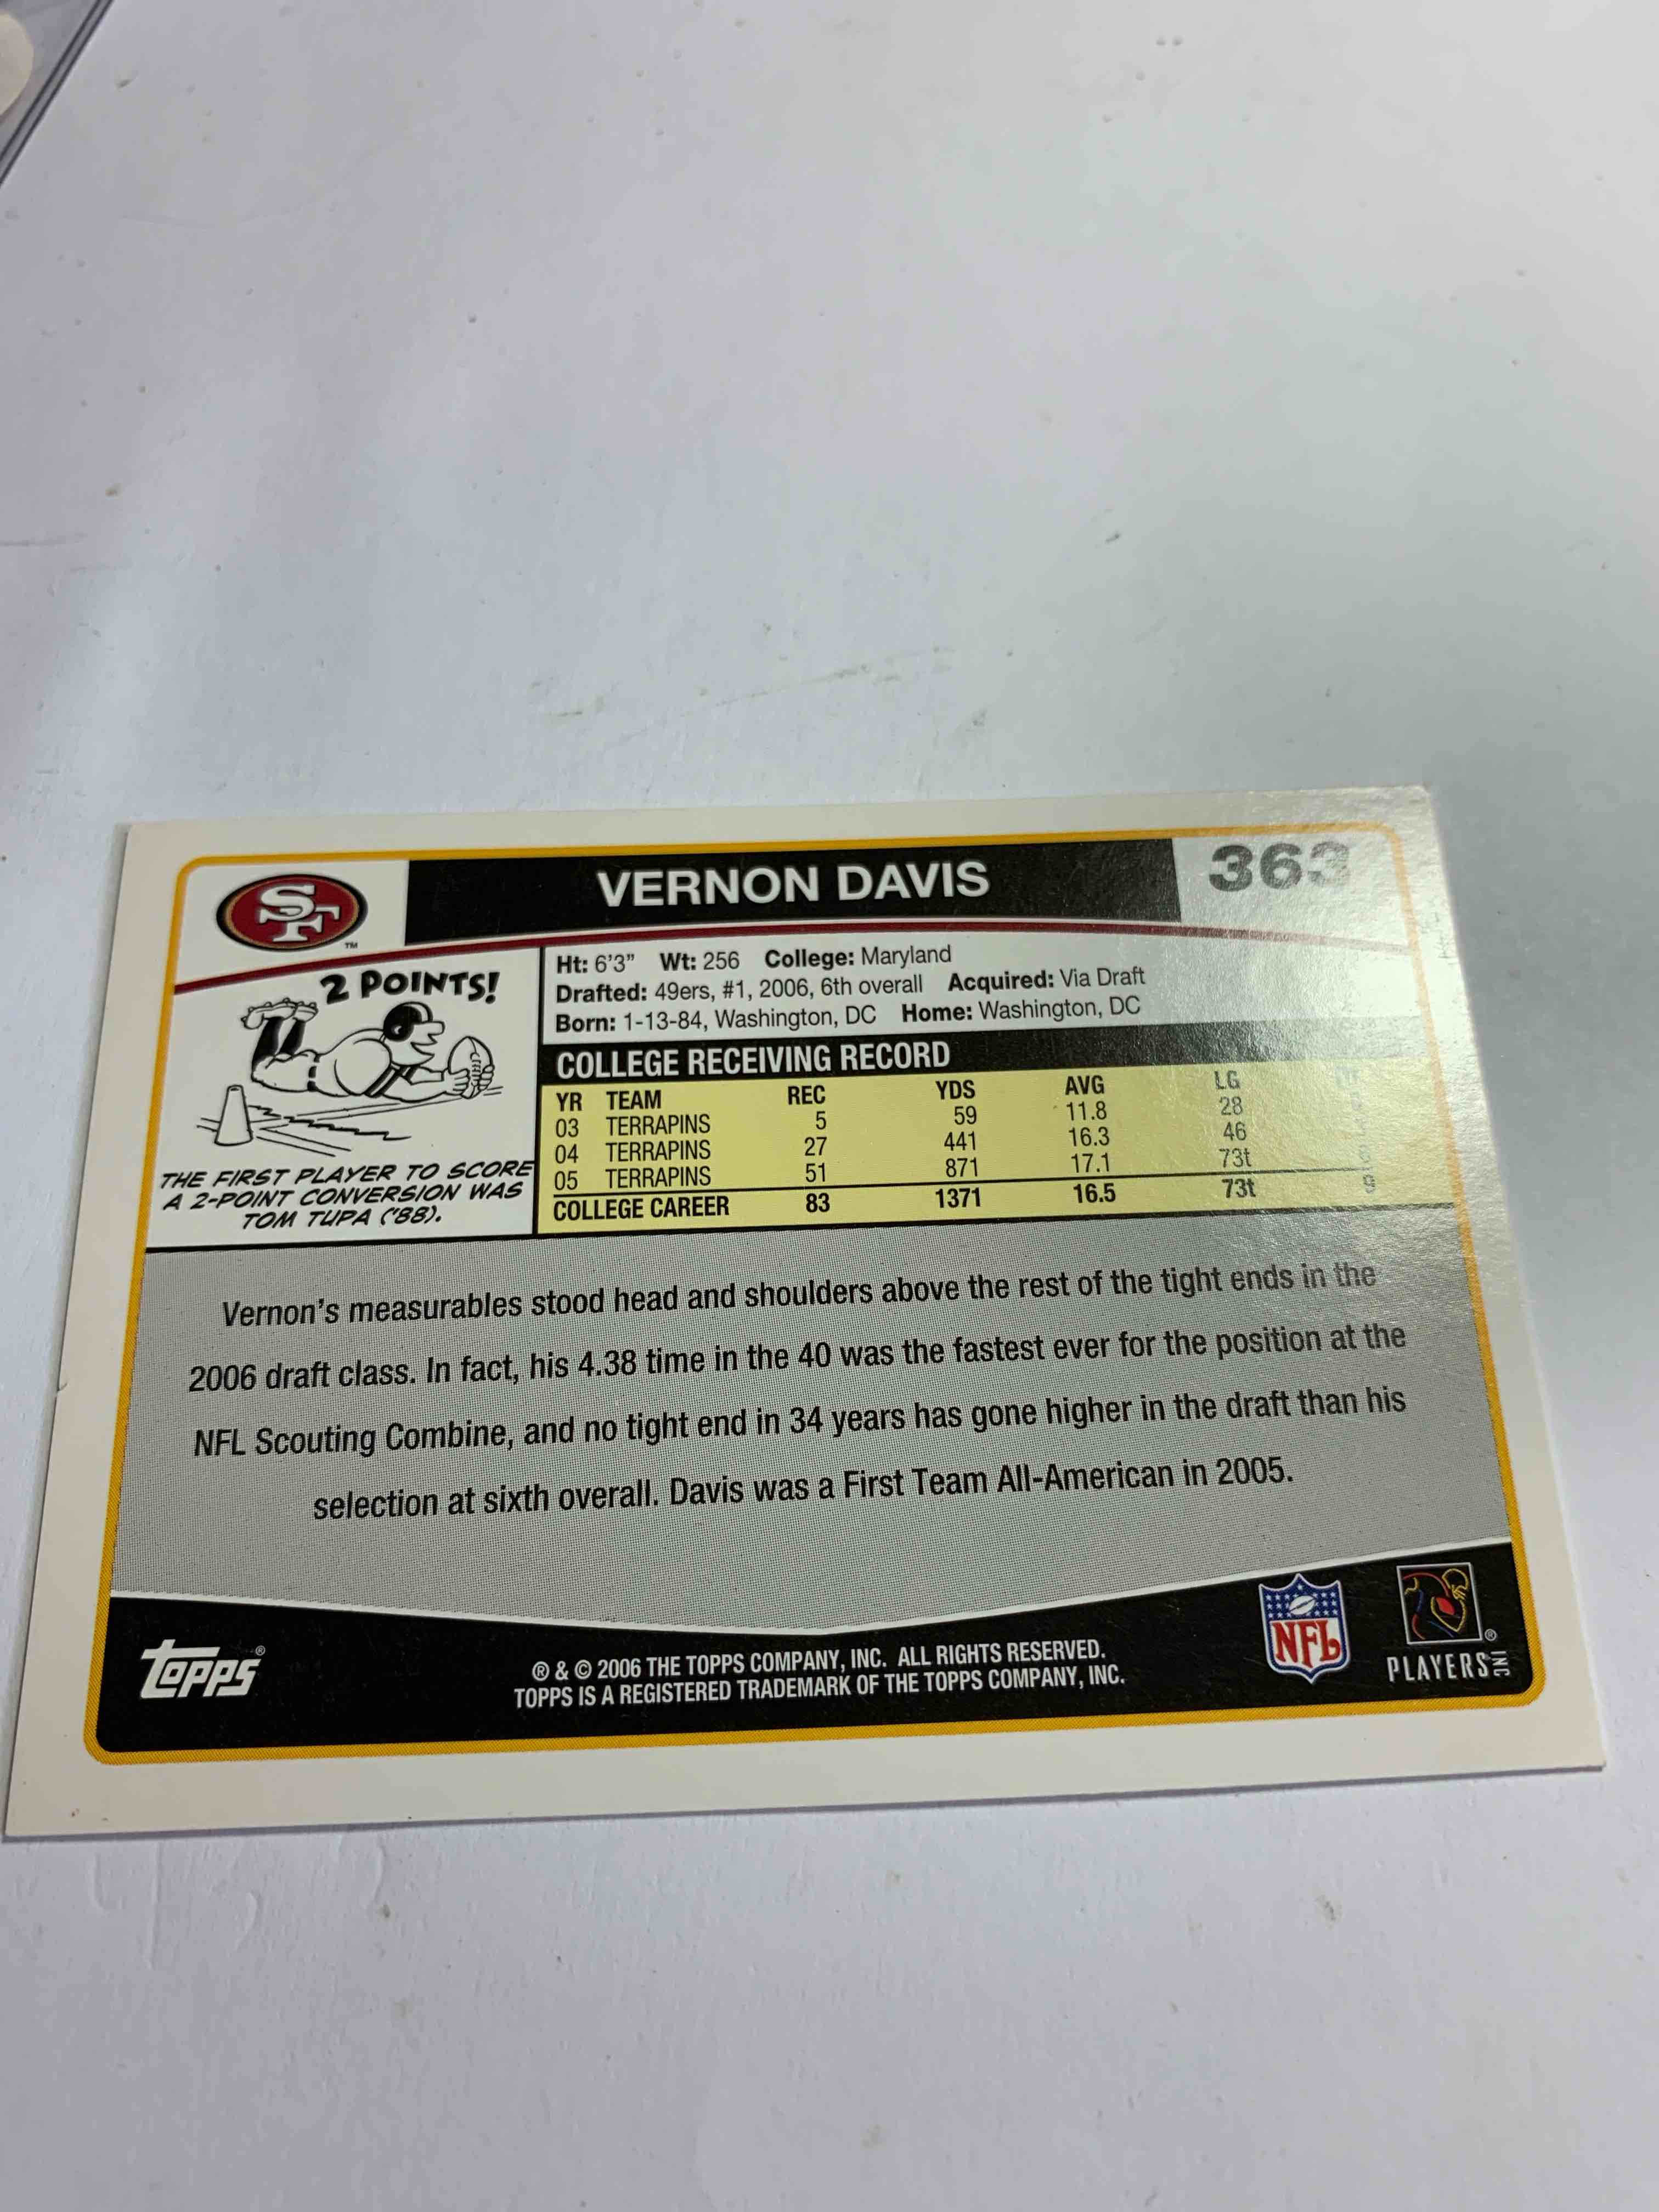 SF
TM
VERNON DAVIS
363
2 POINTS!
THE FIRST PLAYER TO SCORE
A 2-POINT CONVERSION WAS
TOM TUPA ('88).
Ht: 6'3" Wt: 256 College: Maryland
Drafted: 49ers, #1, 2006, 6th overall Acquired: Via Draft
Born: 1-13-84, Washington, DC Home: Washington, DC
COLLEGE RECEIVING RECORD
YR TEAM REC YDS AVG LG
03 TERRAPINS 5 59 11.8 28
04 TERRAPINS 27 441 16.3 46
05 TERRAPINS 51 871 17.1 73t
COLLEGE CAREER 83 1371 16.5 73t
Vernon's measurables stood head and shoulders above the rest of the tight ends in the
2006 draft class. In fact, his 4.38 time in the 40 was the fastest ever for the position at the
NFL Scouting Combine, and no tight end in 34 years has gone higher in the draft than his
selection at sixth overall. Davis was a First Team All-American in 2005.
Topps®
® & © 2006 THE TOPPS COMPANY, INC. ALL RIGHTS RESERVED.
TOPPS IS A REGISTERED TRADEMARK OF THE TOPPS COMPANY, INC.
NFL
®
PLAYERS INC